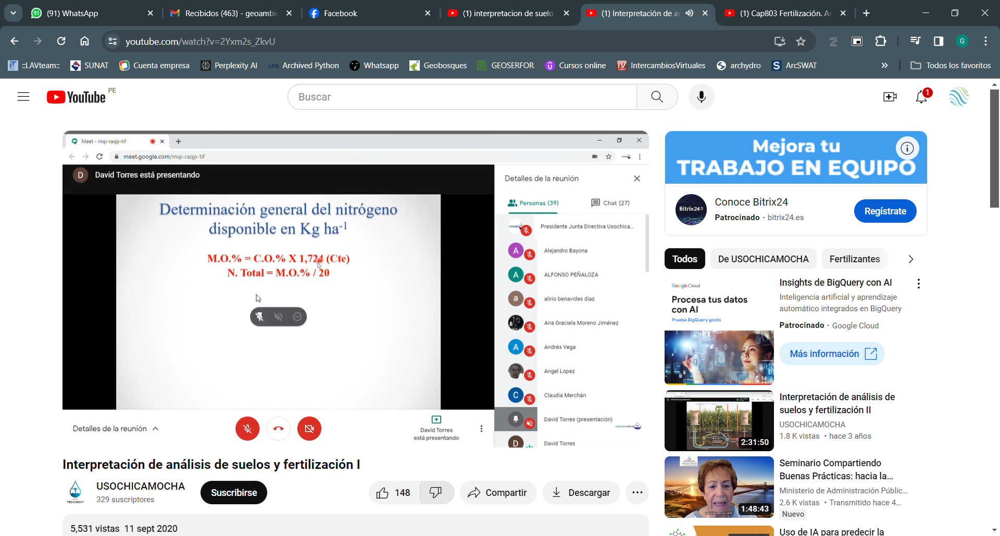 (91) WhatsApp
Recibidos (463) - geoambie
Facebook
(1) interpretacion de suelo
(1) Interpretación de an
(1) Cap803 Fertilización. An
youtube.com/watch?v=2Yxm2s_ZkvU
G
::LAVteam::
SUNAT
Cuenta empresa
Perplexity AI
LFD Archived Python
Whatsapp
Geobosques
GEOSERFOR
Cursos online
IntercambiosVirtuales
archydro
ArcSWAT
Todos los favoritos
YouTube PE
Buscar
1
Meet - mqi-raqp-tif
meet.google.com/mqi-raqp-tif
D
David Torres está presentando
Determinación general del nitrógeno
disponible en Kg ha-1
M.O.% = C.O.% X 1,724 (Cte)
N. Total = M.O.% / 20
Detalles de la reunión
Personas (39)
Chat (27)
Presidente Junta Directiva Usochica...
A
Alejandro Bayona
A
ALFONSO PEÑALOZA
a
alirio benavides diaz
Ana Graciela Moreno Jiménez
A
Andrés Vega
Angel Lopez
C
Claudia Merchán
David Torres (presentación)
USOCHICAMOCHA
D
David Torres
Detalles de la reunión
David Torres
está presentando
Interpretación de análisis de suelos y fertilización I
USOCHICAMOCHA
329 suscriptores
Suscribirse
148
Compartir
Descargar
5,531 vistas 11 sept 2020
Mejora tu
TRABAJO EN EQUIPO
Bitrix24
Conoce Bitrix24
Patrocinado · bitrix24.es
Regístrate
Todos
De USOCHICAMOCHA
Fertilizantes
Google Cloud
Procesa tus datos
con AI
Prueba BigQuery gratis
Insights de BigQuery con AI
Inteligencia artificial y aprendizaje
automático integrados en BigQuery
Patrocinado · Google Cloud
Más información
2:31:50
Interpretación de análisis de
suelos y fertilización II
USOCHICAMOCHA
1.8 K vistas • hace 3 años
1:48:43
Seminario Compartiendo
Buenas Prácticas: hacia la...
Ministerio de Administración Públic...
2.6 K vistas • Transmitido hace 4...
Nuevo
Uso de IA para predecir la